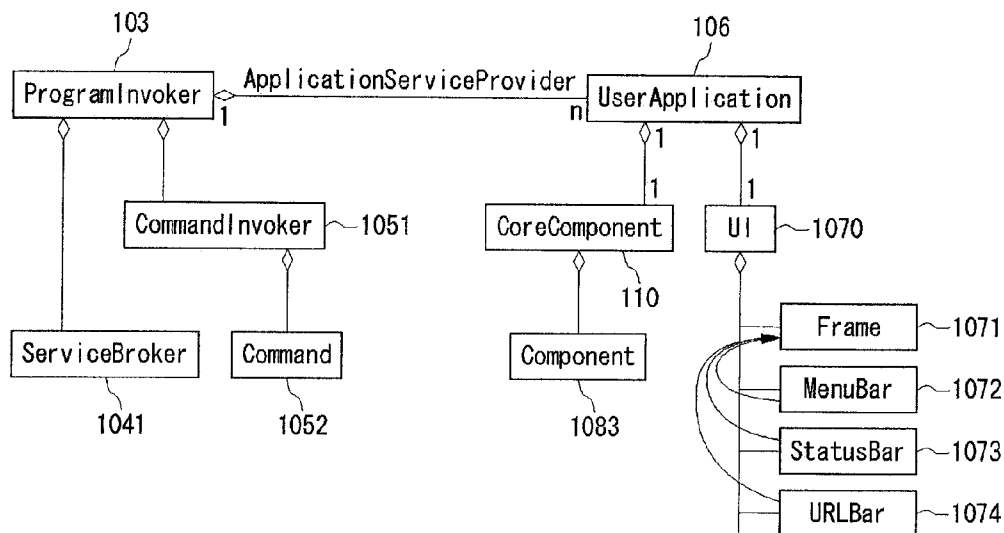 103
106
ProgramInvoker
ApplicationServiceProvider
UserApplication
1
n
1
1
1
1
CommandInvoker
1051
CoreComponent
UI
1070
110
ServiceBroker
Command
Component
Frame
1071
MenuBar
1072
1041
1052
1083
StatusBar
1073
URLBar
1074